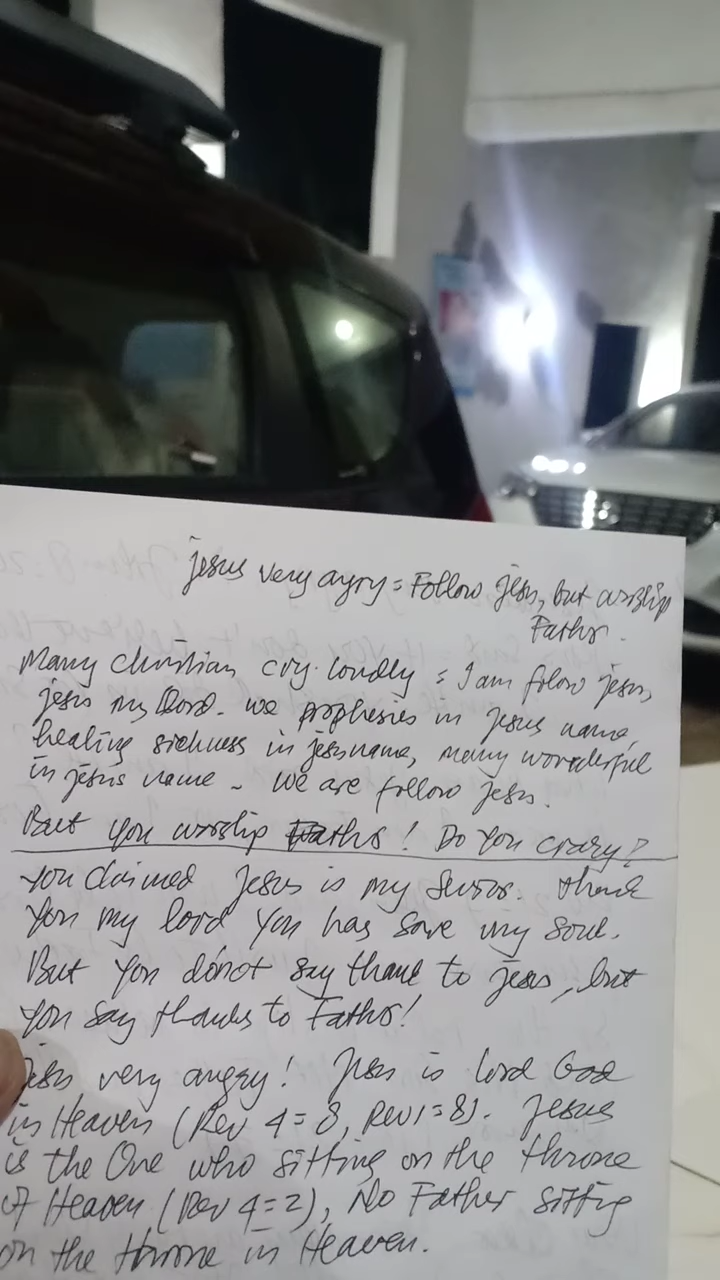 jesus very agry = Follow jesus, but worship
Father.
Many christian cry loudly = I am follow jesus,
jesus my Lord. we prophesies in Jesus name,
healing sickness in jesus name, many wonderful
in jesus name - we are follow Jesus.
But you worship Father! Do You crazy?
You claimed Jesus is my Savior. thank
You my lord You has save my soul.
But You donot say thank to Jesus, but
You say thanks to Father!
Jesus very angry! Jesus is lord God
in Heaven (Rev 4=8, Rev 1=8). Jesus
is the One who sitting on the throne
of Heaven (Rev 4=2), No Father sitting
on the throne in Heaven.